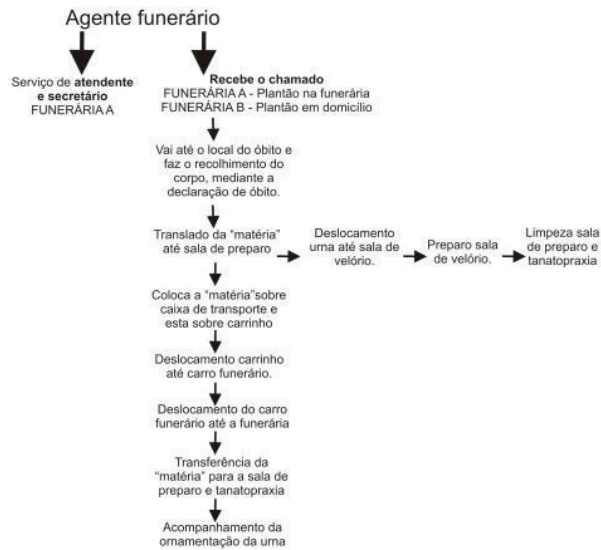 Agente funerário
Serviço de atendente
e secretário
FUNERÁRIA A
Recebe o chamado
FUNERÁRIA A - Plantão na funerária
FUNERÁRIA B - Plantão em domicílio
Vai até o local do óbito e
faz o recolhimento do
corpo, mediante a
declaração de óbito.
Translado da “matéria”
até sala de preparo
Deslocamento
urna até sala de
velório.
Preparo sala
de velório.
Limpeza sala
de preparo e
tanatopraxia
Coloca a “matéria”sobre
caixa de transporte e
esta sobre carrinho
Deslocamento carrinho
até carro funerário.
Deslocamento do carro
funerário até a funerária
Transferência da
“matéria” para a sala de
preparo e tanatopraxia
Acompanhamento da
ornamentação da urna